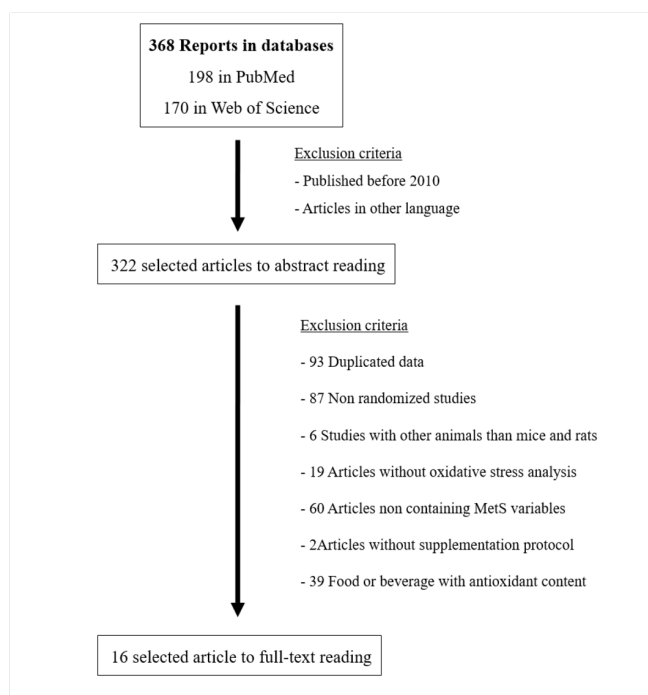 368 Reports in databases
198 in PubMed
170 in Web of Science
Exclusion criteria
- Published before 2010
- Articles in other language
322 selected articles to abstract reading
Exclusion criteria
- 93 Duplicated data
- 87 Non randomized studies
- 6 Studies with other animals than mice and rats
- 19 Articles without oxidative stress analysis
- 60 Articles non containing MetS variables
- 2Articles without supplementation protocol
- 39 Food or beverage with antioxidant content
16 selected article to full-text reading